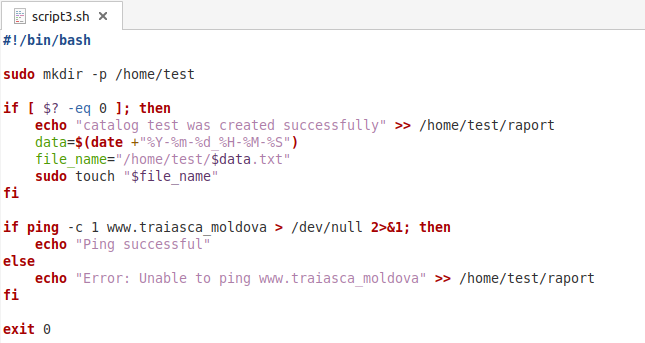 script3.sh ×
#!/bin/bash
sudo mkdir -p /home/test
if [ $? -eq 0 ]; then
    echo "catalog test was created successfully" >> /home/test/raport
    data=$(date +"%Y-%m-%d_%H-%M-%S")
    file_name="/home/test/$data.txt"
    sudo touch "$file_name"
fi
if ping -c 1 www.traiasca_moldova > /dev/null 2>&1; then
    echo "Ping successful"
else
    echo "Error: Unable to ping www.traiasca_moldova" >> /home/test/raport
fi
exit 0